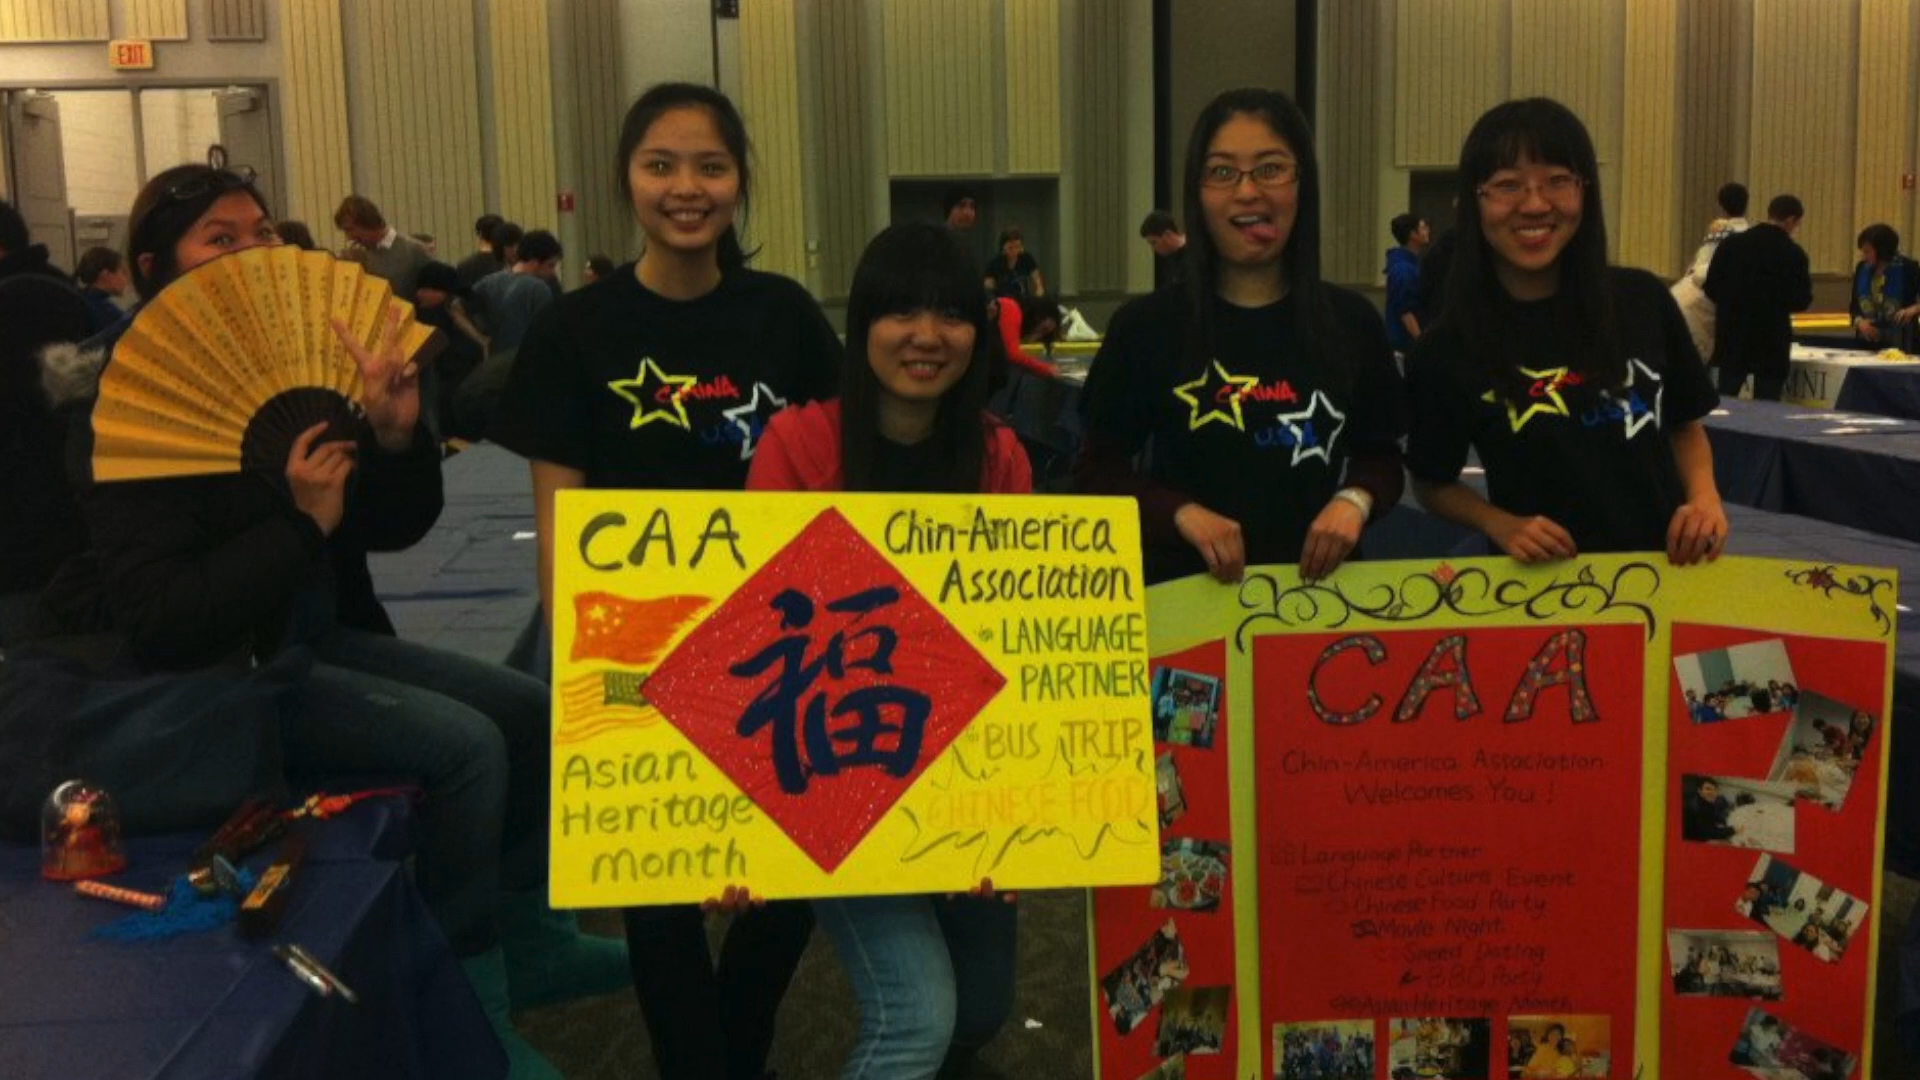 EXIT
CHINA
U.S.A
CHINA
U.S.A
U.S.A
CAA
Chin-America
Association
LANGUAGE
PARTNER
BUS TRIP
CHINESE FOOD
福
Asian
Heritage
month
CAA
Chin-America Association
Welcomes You!
Language Partner
Chinese Culture Event
Chinese Food Party
Movie Night
Speed Dating
BBQ Party
Asian Heritage Month